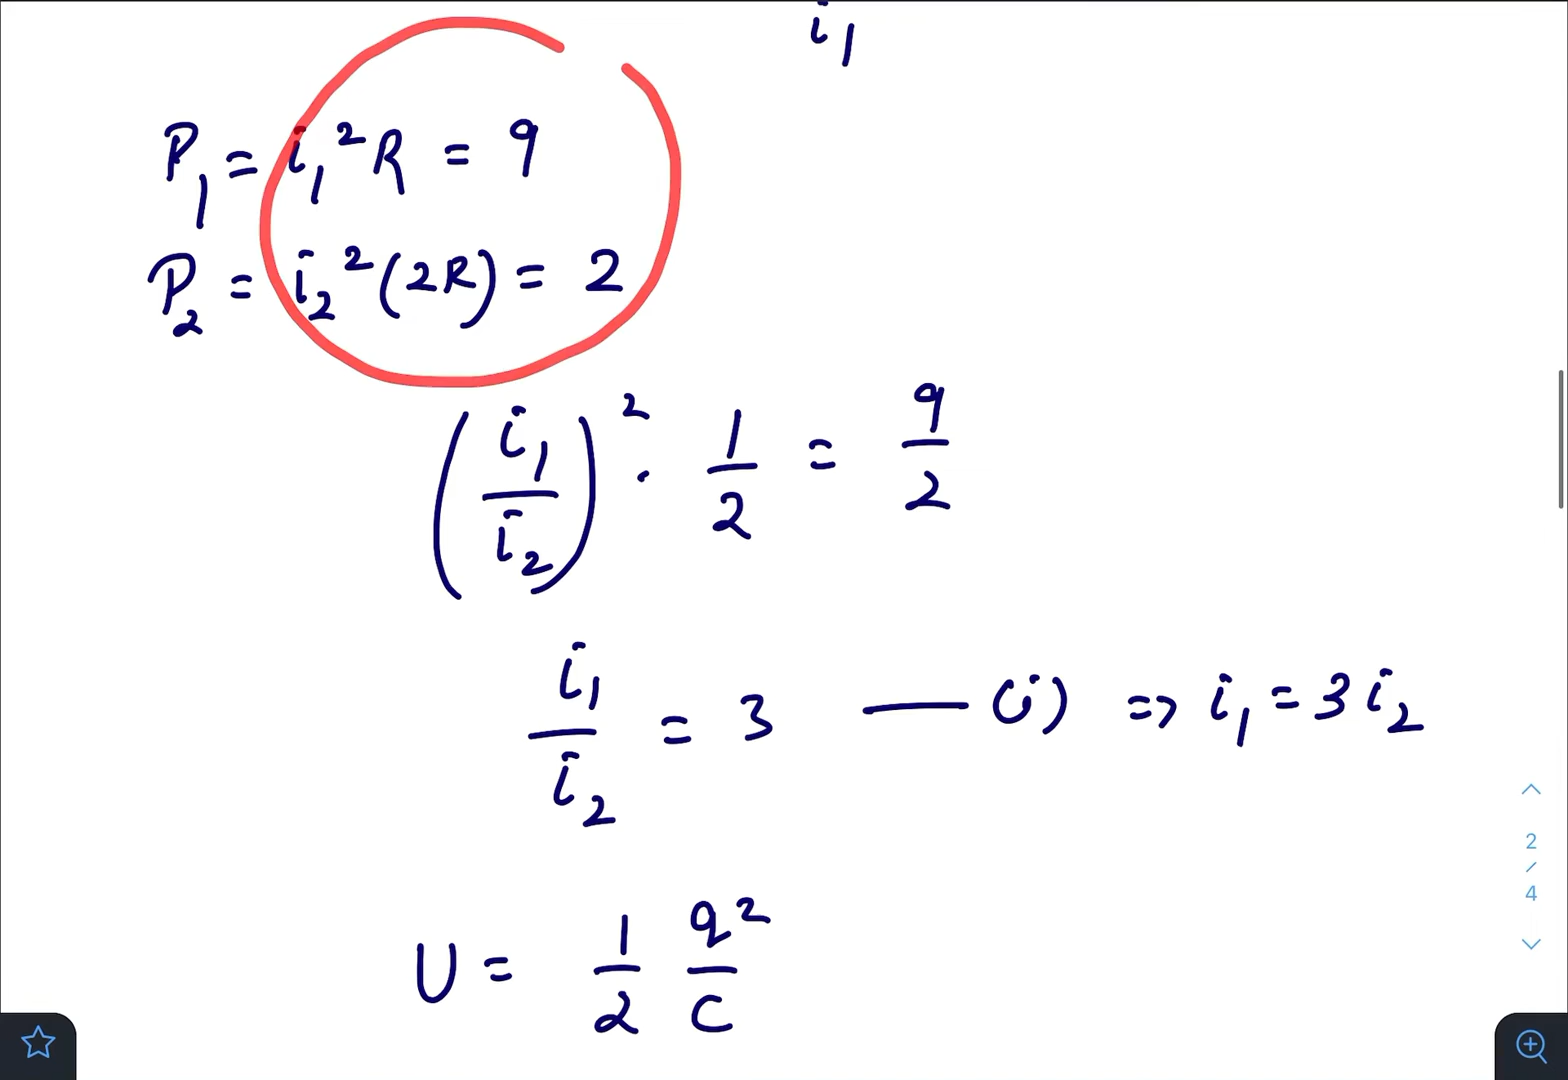 i₁
P₁ = i₁²R = 9
P₂ = i₂²(2R) = 2
(i₁/i₂)² · 1/2 = 9/2
i₁/i₂ = 3 — (i) => i₁ = 3i₂
U = 1/2 q²/C
2
/
4